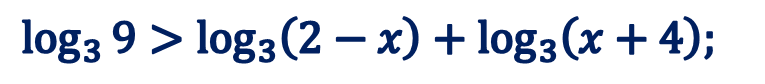 log₃ 9 > log₃(2 − x) + log₃(x + 4);